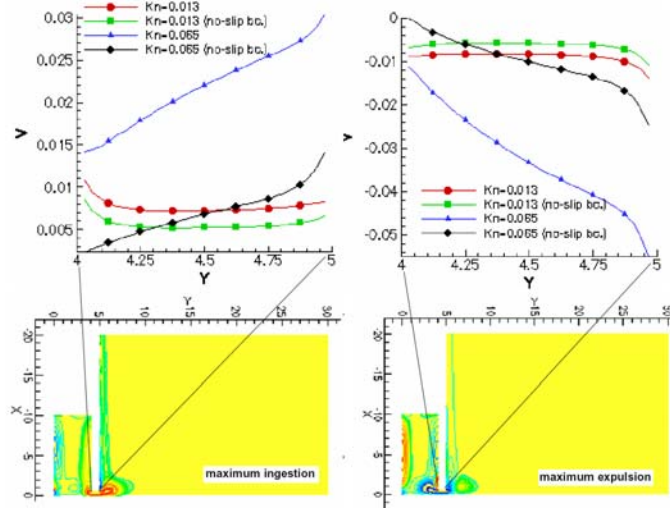 0.03
0.025
0.02
0.015
0.01
0.005
V
Kn=0.013
Kn=0.013 (no-slip bc.)
Kn=0.065
Kn=0.065 (no-slip bc.)
4 4.25 4.5 4.75 5
Y
0
-0.01
-0.02
-0.03
-0.04
-0.05
V
Kn=0.013
Kn=0.013 (no-slip bc.)
Kn=0.065
Kn=0.065 (no-slip bc.)
4 4.25 4.5 4.75 5
Y
Y
0 5 10 15 20 25 30
X
-20
-15
-10
-5
0
maximum ingestion
Y
0 5 10 15 20 25 30
X
-20
-15
-10
-5
0
maximum expulsion